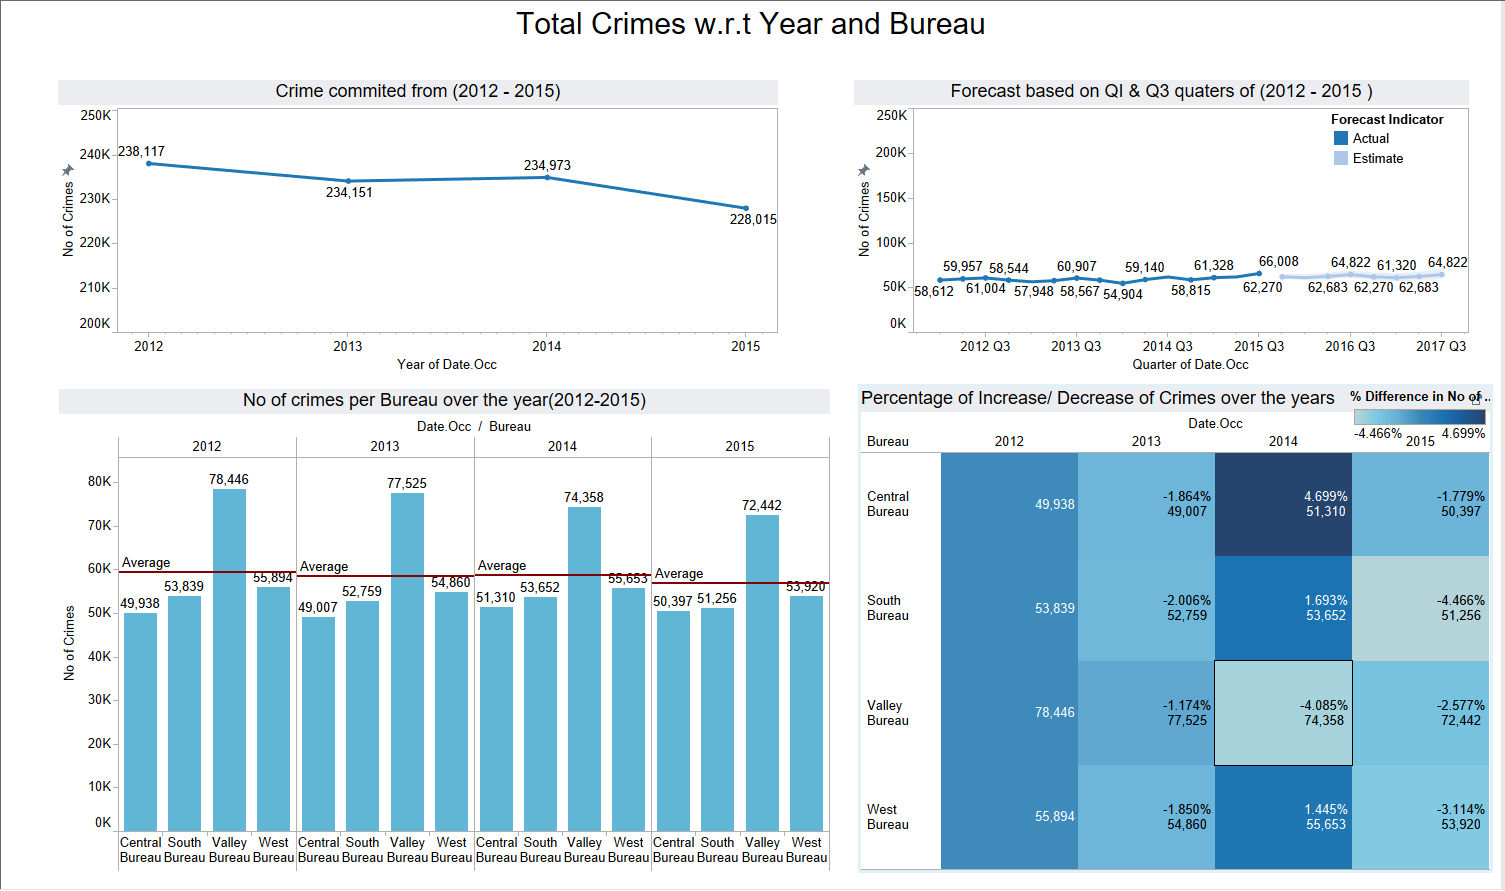 Total Crimes w.r.t Year and Bureau
Crime commited from (2012 - 2015)
250K
240K
230K
220K
210K
200K
No of Crimes
238,117
234,151
234,973
228,015
2012 2013 2014 2015
Year of Date.Occ
Forecast based on QI & Q3 quaters of (2012 - 2015 )
Forecast Indicator
Actual
Estimate
250K
200K
150K
100K
50K
0K
No of Crimes
59,957 58,544 60,907 59,140 61,328 66,008 64,822 61,320 64,822
58,612 61,004 57,948 58,567 54,904 58,815 62,270 62,683 62,270 62,683
2012 Q3 2013 Q3 2014 Q3 2015 Q3 2016 Q3 2017 Q3
Quarter of Date.Occ
No of crimes per Bureau over the year(2012-2015)
Date.Occ / Bureau
2012 2013 2014 2015
80K
70K
60K
50K
40K
30K
20K
10K
0K
No of Crimes
Average
49,938 53,839 78,446 55,894
Average
49,007 52,759 77,525 54,860
Average
51,310 53,652 74,358 55,653
Average
50,397 51,256 72,442 53,920
Central South Valley West Central South Valley West Central South Valley West Central South Valley West
Bureau Bureau Bureau Bureau Bureau Bureau Bureau Bureau Bureau Bureau Bureau Bureau Bureau Bureau Bureau Bureau
Percentage of Increase/ Decrease of Crimes over the years
% Difference in No of ..
-4.466% 4.699%
Date.Occ
Bureau 2012 2013 2014 2015
Central
Bureau
49,938
-1.864%
49,007
4.699%
51,310
-1.779%
50,397
South
Bureau
53,839
-2.006%
52,759
1.693%
53,652
-4.466%
51,256
Valley
Bureau
78,446
-1.174%
77,525
-4.085%
74,358
-2.577%
72,442
West
Bureau
55,894
-1.850%
54,860
1.445%
55,653
-3.114%
53,920